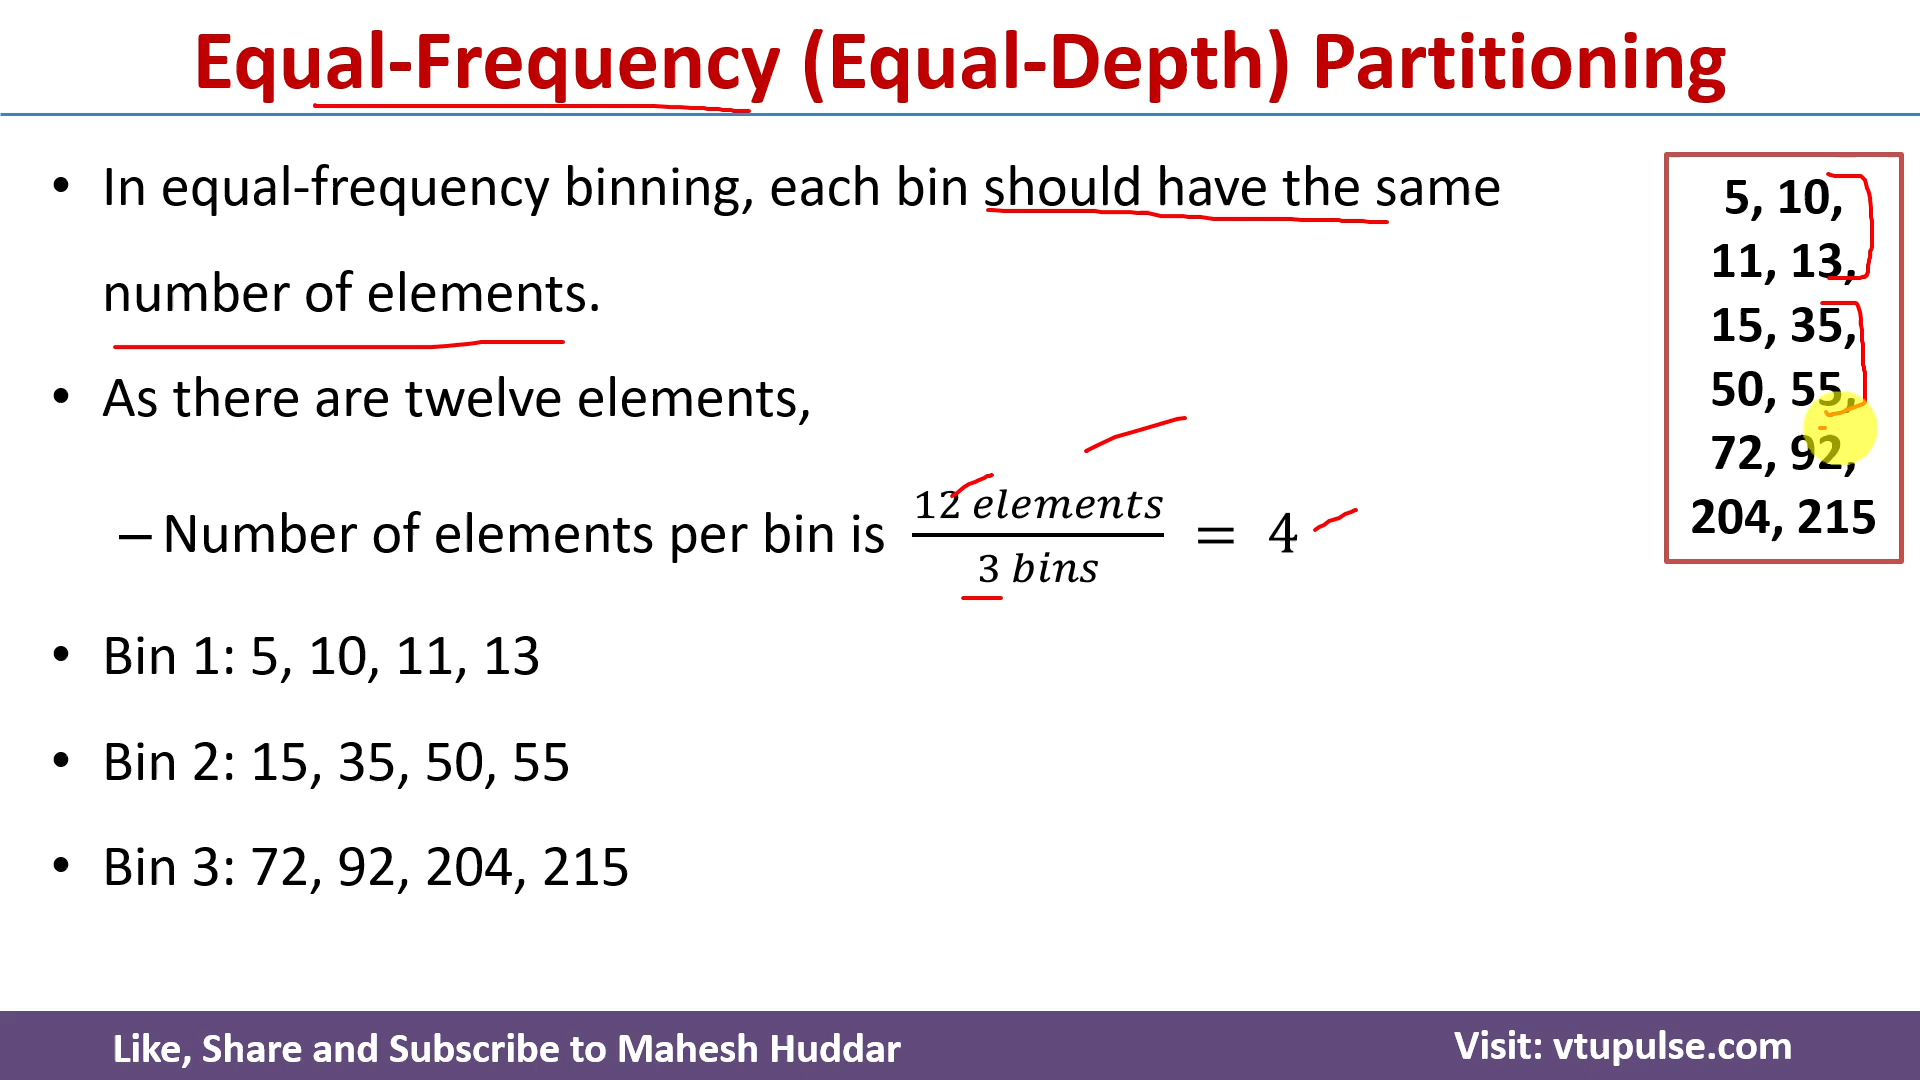 Equal-Frequency (Equal-Depth) Partitioning
• In equal-frequency binning, each bin should have the same
number of elements.
• As there are twelve elements,
– Number of elements per bin is 12 elements / 3 bins = 4
• Bin 1: 5, 10, 11, 13
• Bin 2: 15, 35, 50, 55
• Bin 3: 72, 92, 204, 215
5, 10,
11, 13,
15, 35,
50, 55,
72, 92,
204, 215
Like, Share and Subscribe to Mahesh Huddar
Visit: vtupulse.com